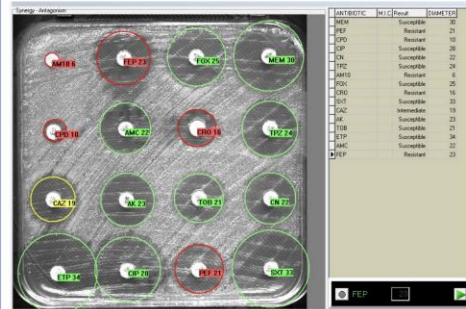 Synergy - Antagonism
AM10 6
FEP 23
FOX 25
MEM 30
CPD 10
AMC 22
CRO 16
TPZ 24
CAZ 19
AK 23
TOB 21
CN 22
ETP 34
CIP 28
PEF 21
SXT 33
ANTIBIOTIC M.I.C. Result DIAMETER
MEM Susceptible 30
PEF Resistant 21
CPD Resistant 10
CIP Susceptible 28
CN Susceptible 22
TPZ Susceptible 24
AM10 Resistant 6
FOX Susceptible 25
CRO Resistant 16
SXT Susceptible 33
CAZ Intermediate 19
AK Susceptible 23
TOB Susceptible 21
ETP Susceptible 34
AMC Susceptible 22
FEP Resistant 23
FEP